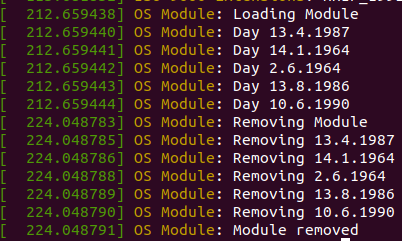 [  212.659438] OS Module: Loading Module
[  212.659440] OS Module: Day 13.4.1987
[  212.659441] OS Module: Day 14.1.1964
[  212.659442] OS Module: Day 2.6.1964
[  212.659443] OS Module: Day 13.8.1986
[  212.659444] OS Module: Day 10.6.1990
[  224.048783] OS Module: Removing Module
[  224.048785] OS Module: Removing 13.4.1987
[  224.048786] OS Module: Removing 14.1.1964
[  224.048788] OS Module: Removing 2.6.1964
[  224.048789] OS Module: Removing 13.8.1986
[  224.048790] OS Module: Removing 10.6.1990
[  224.048791] OS Module: Module removed